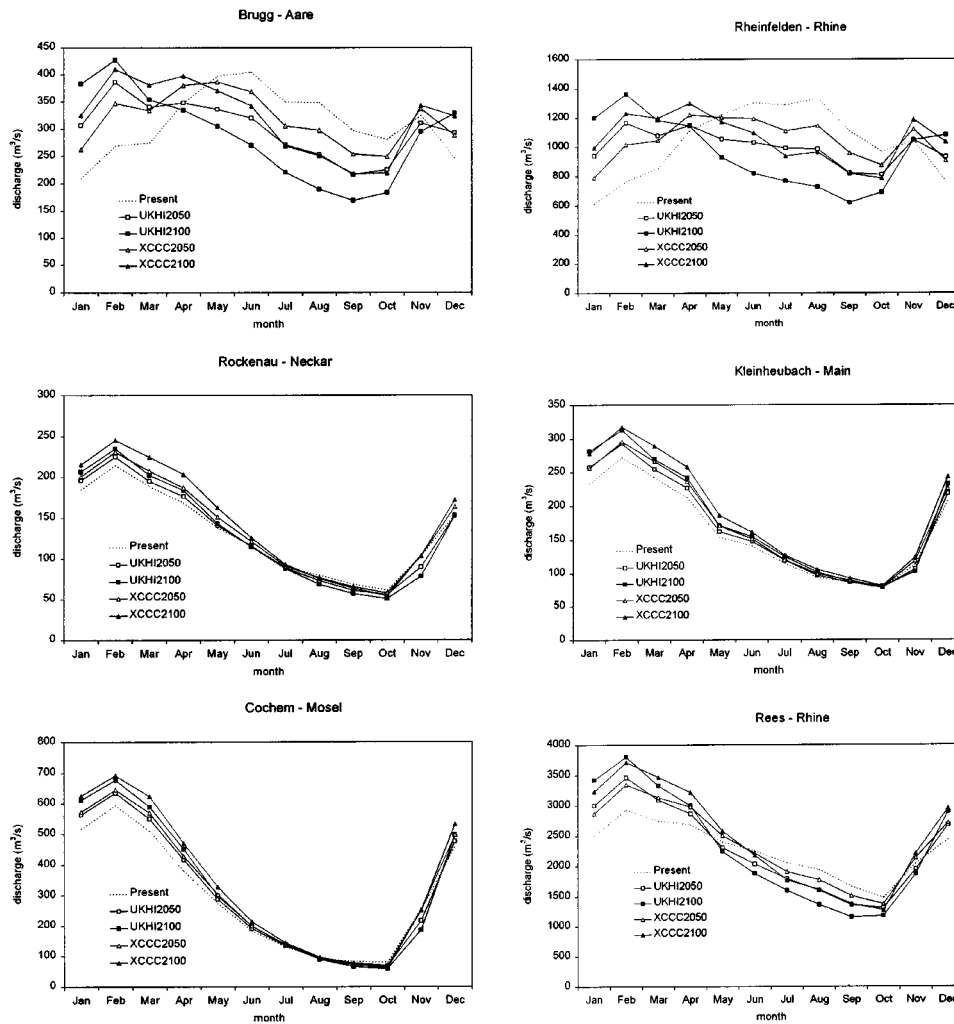 Brugg - Aare
discharge (m³/s)
450
400
350
300
250
200
150
100
50
0
Present
UKHI2050
UKHI2100
XCCC2050
XCCC2100
Jan Feb Mar Apr May Jun Jul Aug Sep Oct Nov Dec
month
Rheinfelden - Rhine
discharge (m³/s)
1600
1400
1200
1000
800
600
400
200
0
Present
UKHI2050
UKHI2100
XCCC2050
XCCC2100
Jan Feb Mar Apr May Jun Jul Aug Sep Oct Nov Dec
month
Rockenau - Neckar
discharge (m³/s)
300
250
200
150
100
50
0
Present
UKHI2050
UKHI2100
XCCC2050
XCCC2100
Jan Feb Mar Apr May Jun Jul Aug Sep Oct Nov Dec
month
Kleinheubach - Main
discharge (m³/s)
350
300
250
200
150
100
50
0
Present
UKHI2050
UKHI2100
XCCC2050
XCCC2100
Jan Feb Mar Apr May Jun Jul Aug Sep Oct Nov Dec
month
Cochem - Mosel
discharge (m³/s)
800
700
600
500
400
300
200
100
0
Present
UKHI2050
UKHI2100
XCCC2050
XCCC2100
Jan Feb Mar Apr May Jun Jul Aug Sep Oct Nov Dec
month
Rees - Rhine
discharge (m³/s)
4000
3500
3000
2500
2000
1500
1000
500
0
Present
UKHI2050
UKHI2100
XCCC2050
XCCC2100
Jan Feb Mar Apr May Jun Jul Aug Sep Oct Nov Dec
month